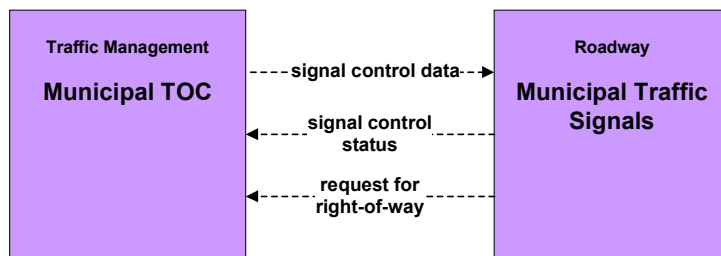 Traffic Management
Municipal TOC
signal control data
signal control
status
request for
right-of-way
Roadway
Municipal Traffic
Signals